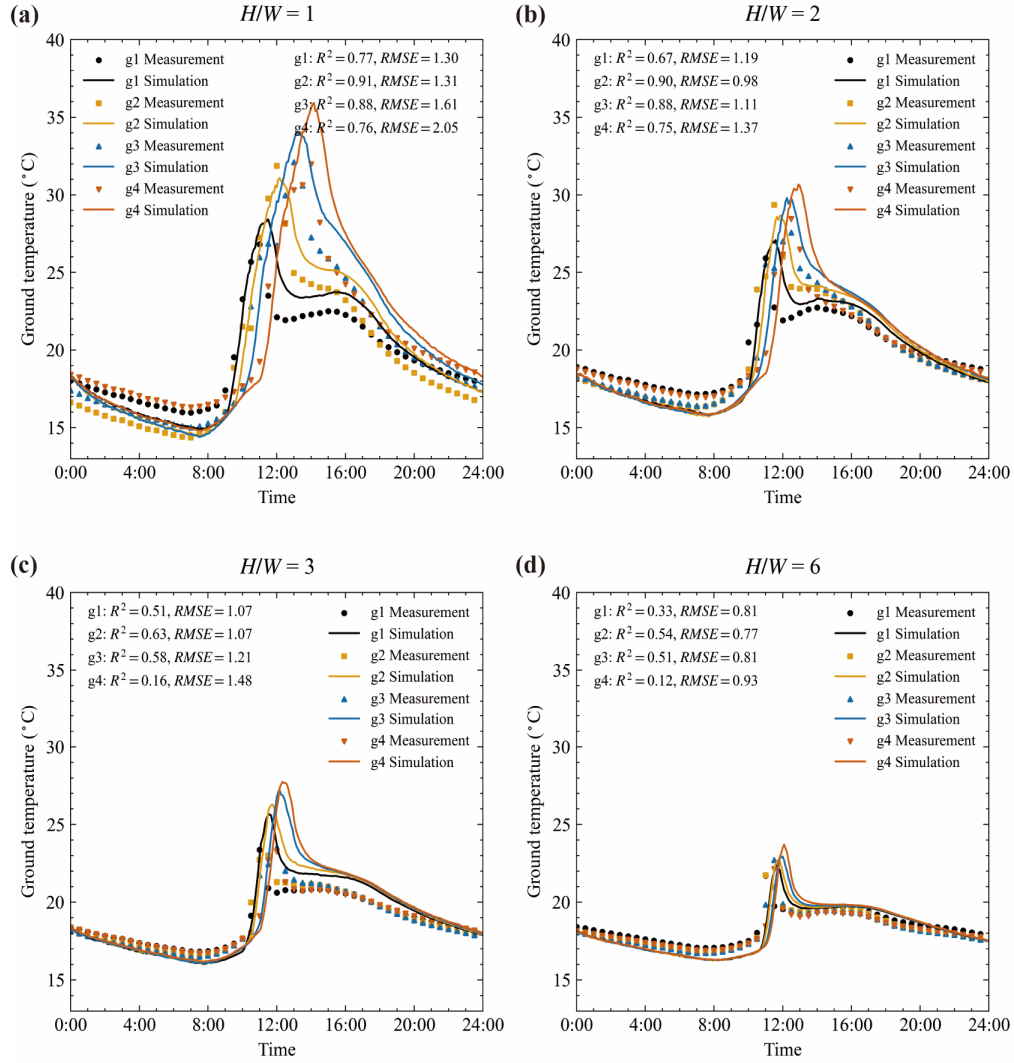 (a)
H/W = 1
Ground temperature (°C)
40
35
30
25
20
15
g1 Measurement
g1 Simulation
g2 Measurement
g2 Simulation
g3 Measurement
g3 Simulation
g4 Measurement
g4 Simulation
g1: R² = 0.77, RMSE = 1.30
g2: R² = 0.91, RMSE = 1.31
g3: R² = 0.88, RMSE = 1.61
g4: R² = 0.76, RMSE = 2.05
0:00 4:00 8:00 12:00 16:00 20:00 24:00
Time
(b)
H/W = 2
Ground temperature (°C)
40
35
30
25
20
15
g1: R² = 0.67, RMSE = 1.19
g2: R² = 0.90, RMSE = 0.98
g3: R² = 0.88, RMSE = 1.11
g4: R² = 0.75, RMSE = 1.37
g1 Measurement
g1 Simulation
g2 Measurement
g2 Simulation
g3 Measurement
g3 Simulation
g4 Measurement
g4 Simulation
0:00 4:00 8:00 12:00 16:00 20:00 24:00
Time
(c)
H/W = 3
Ground temperature (°C)
40
35
30
25
20
15
g1: R² = 0.51, RMSE = 1.07
g2: R² = 0.63, RMSE = 1.07
g3: R² = 0.58, RMSE = 1.21
g4: R² = 0.16, RMSE = 1.48
g1 Measurement
g1 Simulation
g2 Measurement
g2 Simulation
g3 Measurement
g3 Simulation
g4 Measurement
g4 Simulation
0:00 4:00 8:00 12:00 16:00 20:00 24:00
Time
(d)
H/W = 6
Ground temperature (°C)
40
35
30
25
20
15
g1: R² = 0.33, RMSE = 0.81
g2: R² = 0.54, RMSE = 0.77
g3: R² = 0.51, RMSE = 0.81
g4: R² = 0.12, RMSE = 0.93
g1 Measurement
g1 Simulation
g2 Measurement
g2 Simulation
g3 Measurement
g3 Simulation
g4 Measurement
g4 Simulation
0:00 4:00 8:00 12:00 16:00 20:00 24:00
Time